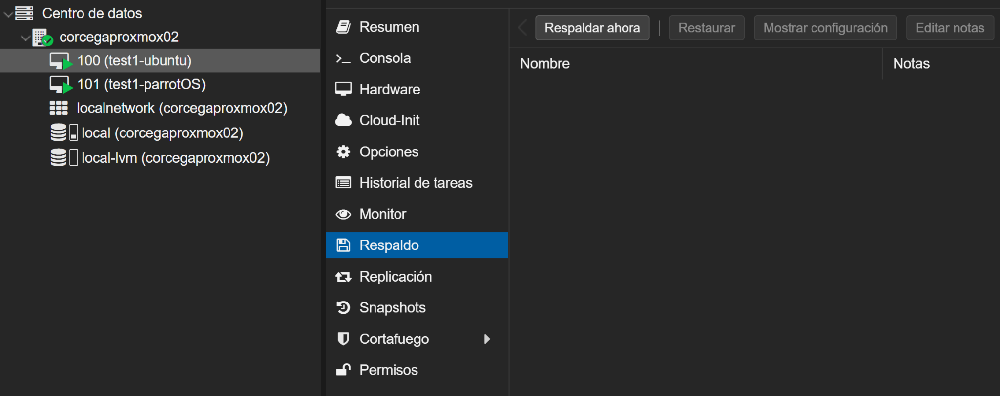 Centro de datos
corcegaproxmox02
100 (test1-ubuntu)
101 (test1-parrotOS)
localnetwork (corcegaproxmox02)
local (corcegaproxmox02)
local-lvm (corcegaproxmox02)
Resumen
Consola
Hardware
Cloud-Init
Opciones
Historial de tareas
Monitor
Respaldo
Replicación
Snapshots
Cortafuego
Permisos
Respaldar ahora
Restaurar
Mostrar configuración
Editar notas
Nombre
Notas